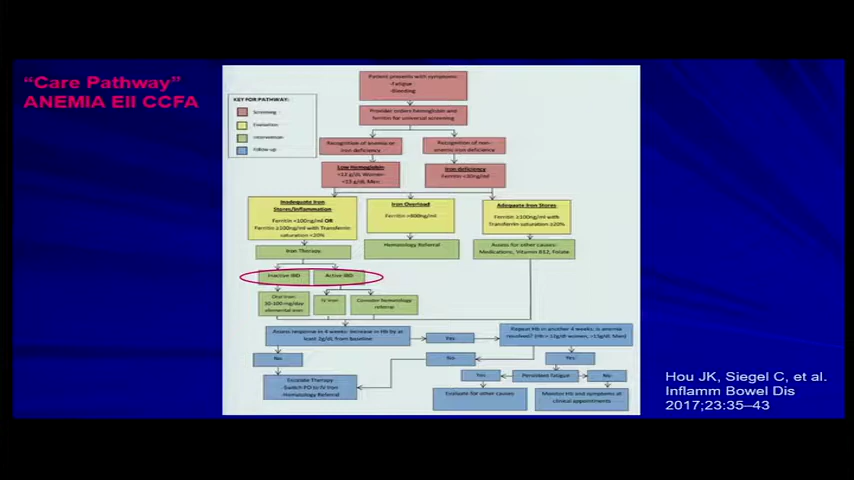 “Care Pathway”
ANEMIA EII CCFA
KEY FOR PATHWAY:
Screening
Evaluation
Intervention
Follow-up
Patient presents with symptoms:
-Fatigue
-Bleeding
Provider orders hemoglobin and
ferritin for universal screening
Recognition of anemia or
iron deficiency
Recognition of non-
anemic iron deficiency
Low Hemoglobin
<12 g/dL Women
<13 g/dL Men
Iron deficiency
Ferritin <30ng/ml
Inadequate Iron
Stores/Inflammation
Ferritin <100ng/ml OR
Ferritin ≥100ng/ml with Transferrin
saturation <20%
Iron Overload
Ferritin >800ng/ml
Adequate Iron Stores
Ferritin ≥100ng/ml with
Transferrin saturation ≥20%
Iron Therapy
Hematology Referral
Assess for other causes:
Medications, Vitamin B12, Folate
Inactive IBD
Active IBD
Oral Iron:
30-100 mg/day
elemental iron
IV Iron
Consider hematology
referral
Assess response in 4 weeks: Increase in Hb by at
least 2g/dL from baseline
Yes
Repeat Hb in another 4 weeks. Is anemia
resolved? (Hb > 12g/dl women, >13g/dL Men)
No
No
Yes
Escalate Therapy
-Switch PO to IV Iron
-Hematology Referral
Yes
Persistent fatigue
No
Evaluate for other causes
Monitor Hb and symptoms at
clinical appointments
Hou JK, Siegel C, et al.
Inflamm Bowel Dis
2017;23:35–43